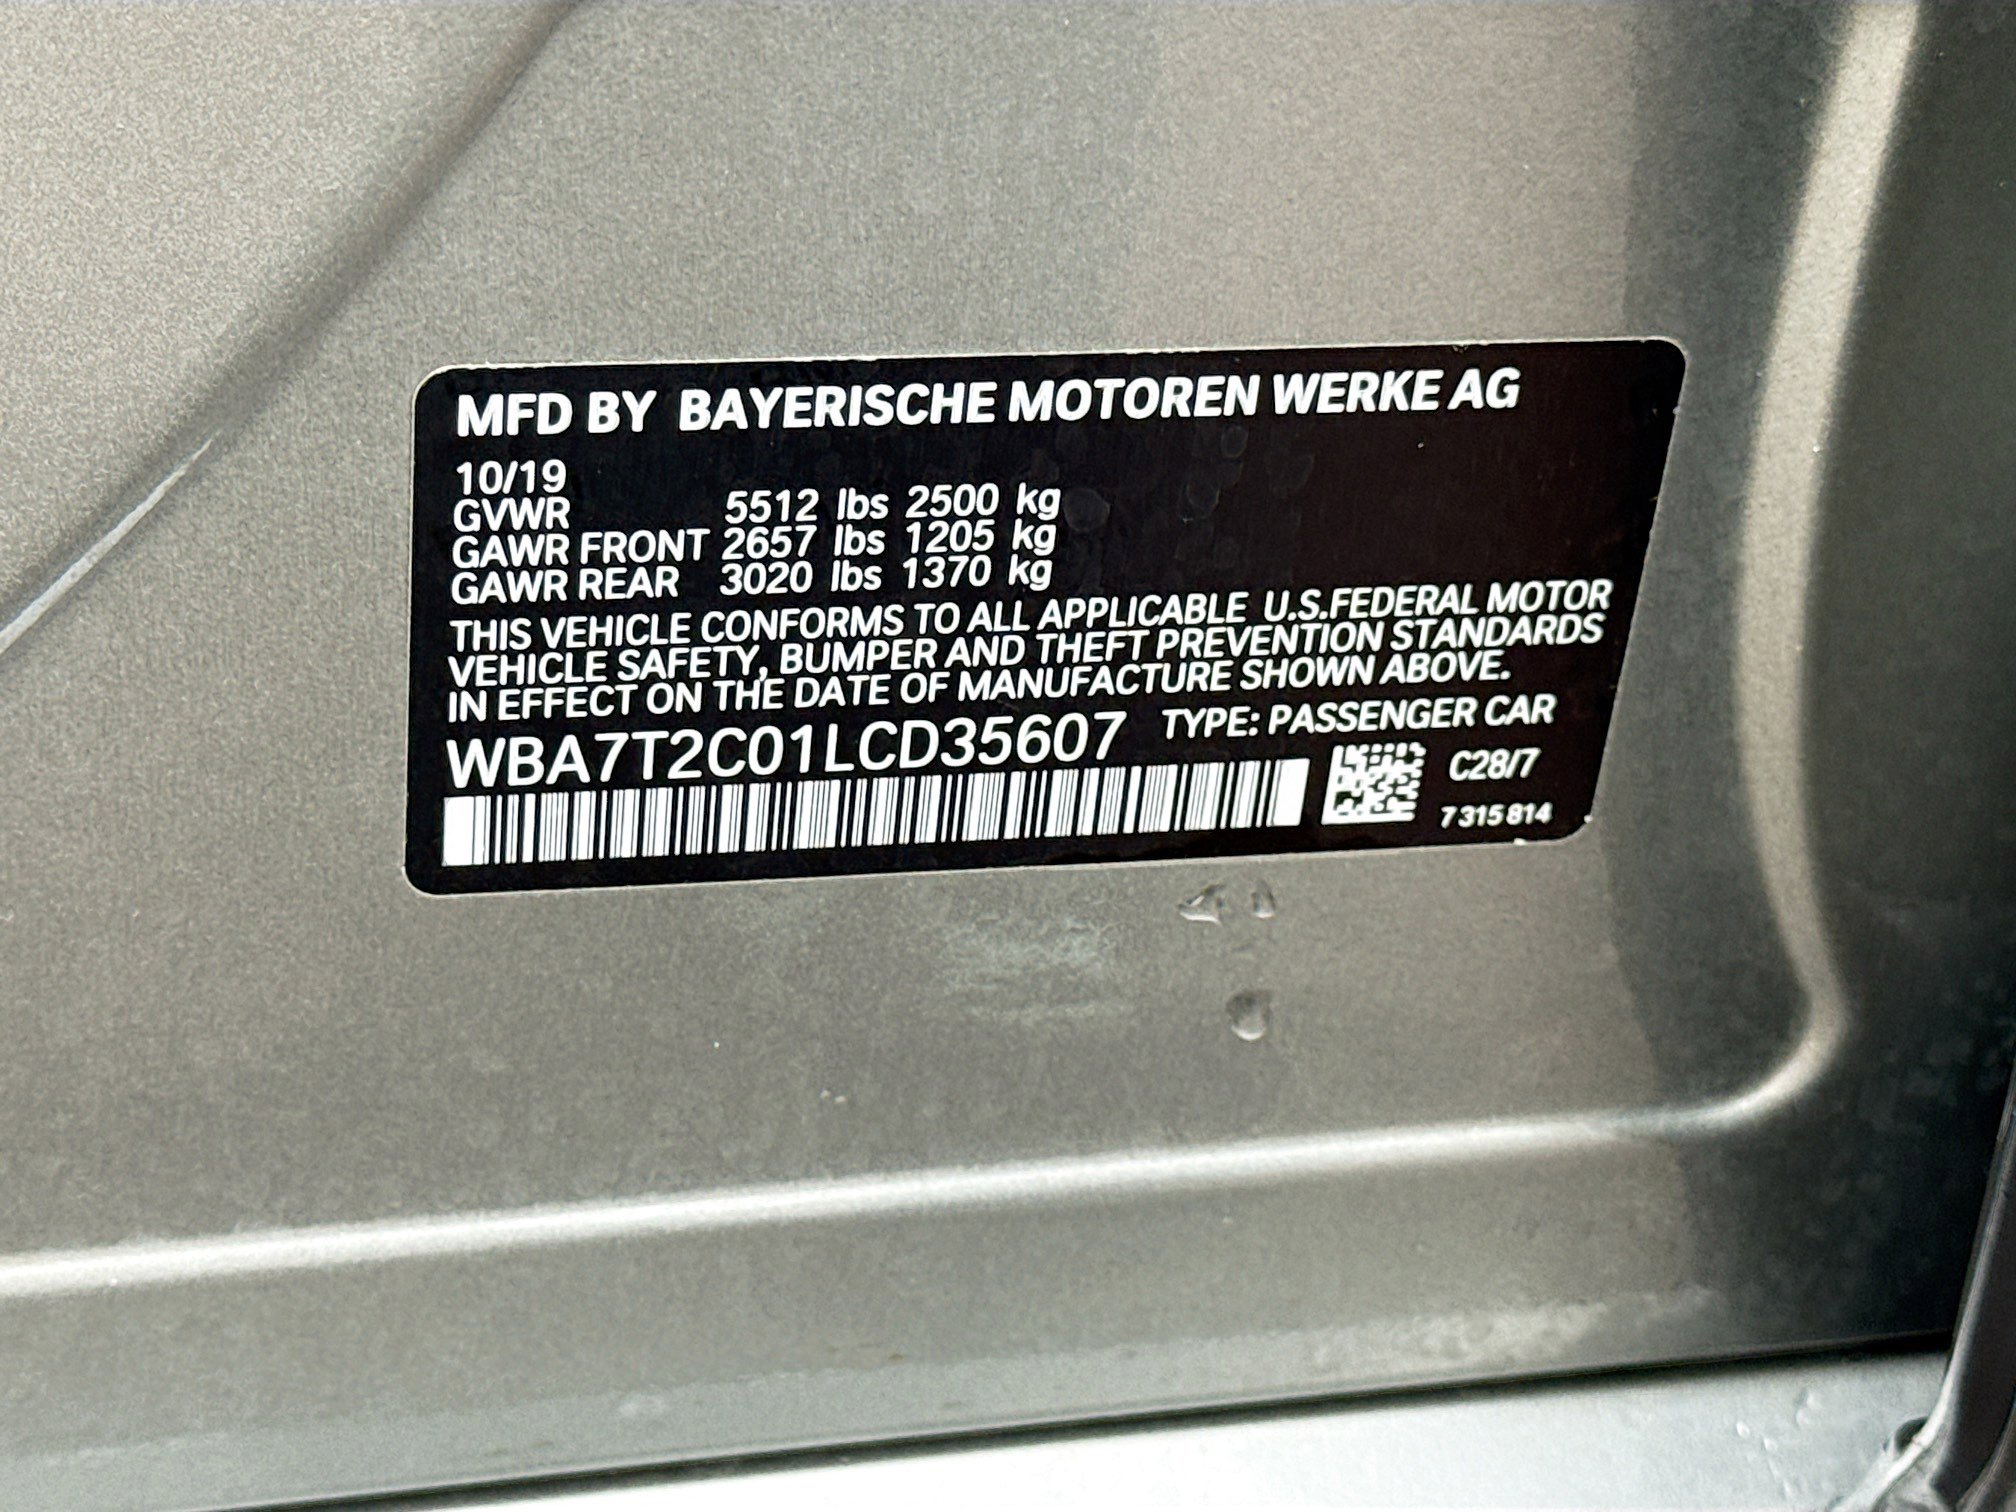 MFD BY BAYERISCHE MOTOREN WERKE AG
10/19
GVWR 5512 lbs 2500 kg
GAWR FRONT 2657 lbs 1205 kg
GAWR REAR 3020 lbs 1370 kg
THIS VEHICLE CONFORMS TO ALL APPLICABLE U.S.FEDERAL MOTOR
VEHICLE SAFETY, BUMPER AND THEFT PREVENTION STANDARDS
IN EFFECT ON THE DATE OF MANUFACTURE SHOWN ABOVE.
WBA7T2C01LCD35607 TYPE: PASSENGER CAR
C28/7
7 315 814